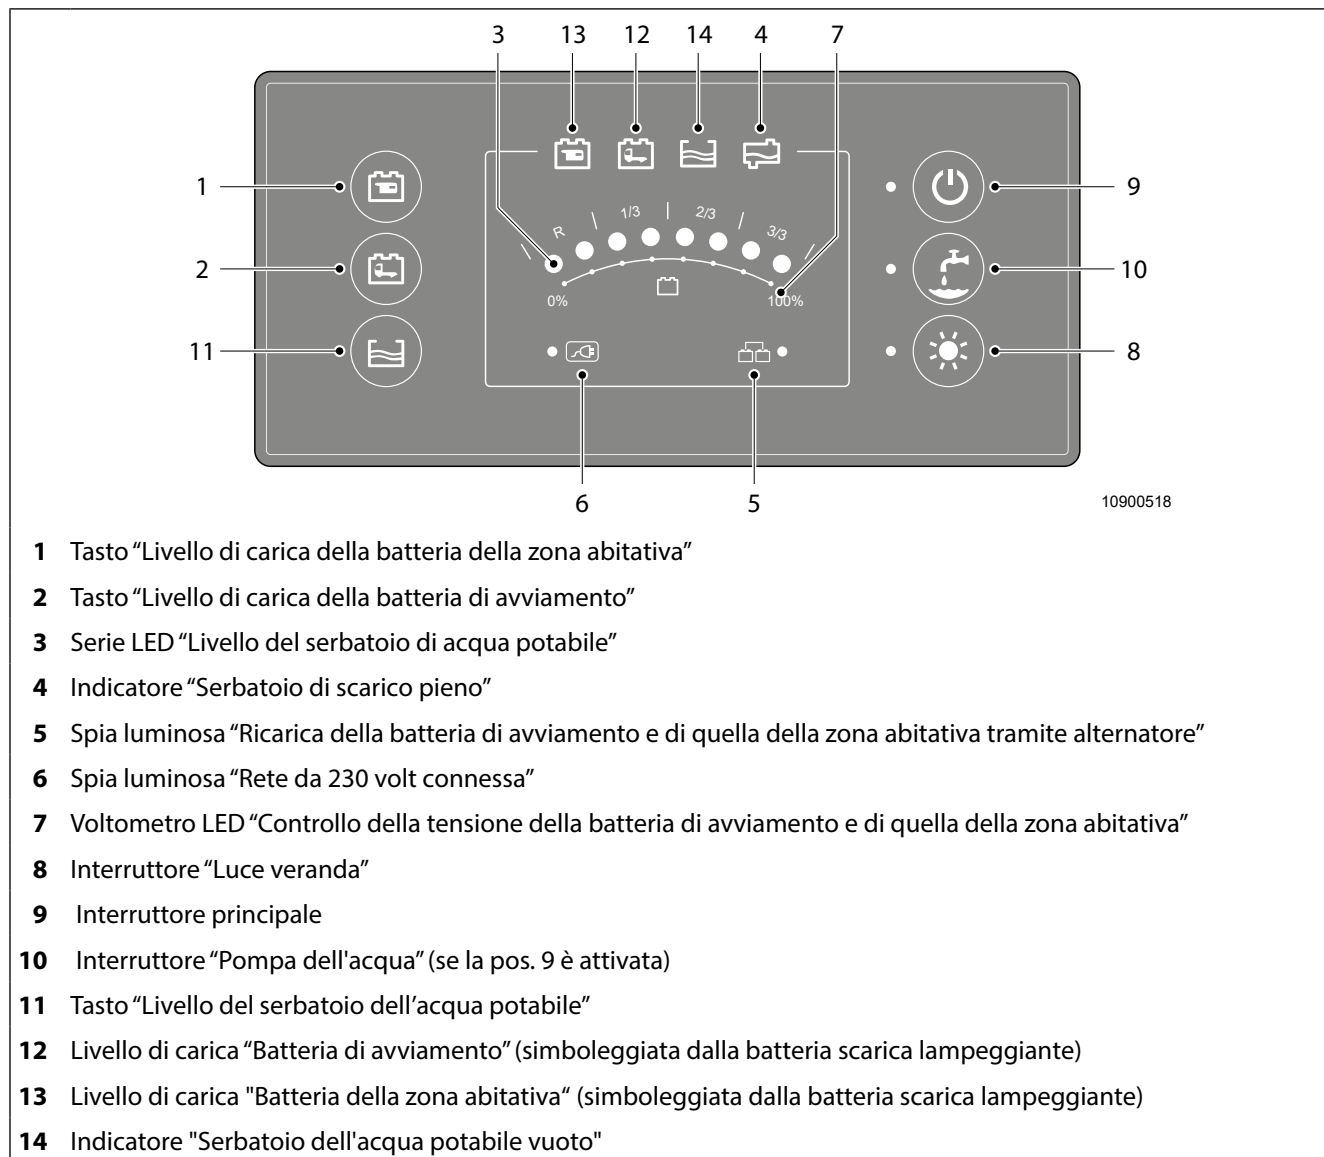 3 13 12 14 4 7
1 9
R 1/3 2/3 3/3
2 10
0% 100%
11 8
6 5
10900518
1 Tasto “Livello di carica della batteria della zona abitativa”
2 Tasto “Livello di carica della batteria di avviamento”
3 Serie LED “Livello del serbatoio di acqua potabile”
4 Indicatore “Serbatoio di scarico pieno”
5 Spia luminosa “Ricarica della batteria di avviamento e di quella della zona abitativa tramite alternatore”
6 Spia luminosa “Rete da 230 volt connessa”
7 Voltometro LED “Controllo della tensione della batteria di avviamento e di quella della zona abitativa”
8 Interruttore “Luce veranda”
9 Interruttore principale
10 Interruttore “Pompa dell'acqua” (se la pos. 9 è attivata)
11 Tasto “Livello del serbatoio dell’acqua potabile”
12 Livello di carica “Batteria di avviamento” (simboleggiata dalla batteria scarica lampeggiante)
13 Livello di carica "Batteria della zona abitativa“ (simboleggiata dalla batteria scarica lampeggiante)
14 Indicatore "Serbatoio dell'acqua potabile vuoto"